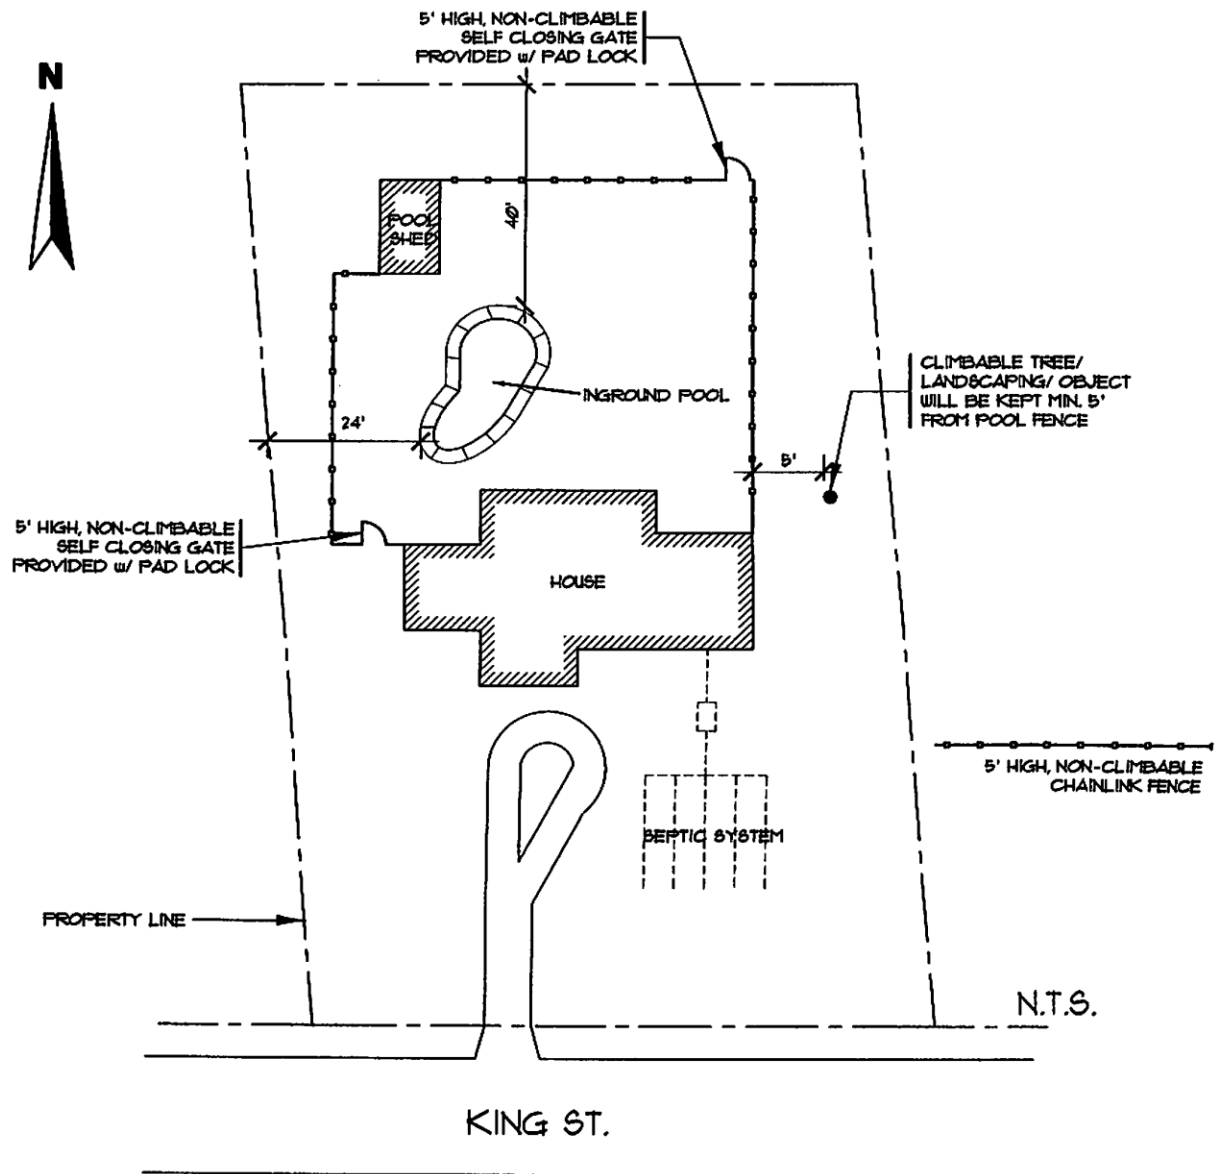 5' HIGH, NON-CLIMBABLE
SELF CLOSING GATE
PROVIDED w/ PAD LOCK
N
POOL
SHED
40'
CLIMBABLE TREE/
LANDSCAPING/ OBJECT
WILL BE KEPT MIN. 5'
FROM POOL FENCE
INGROUND POOL
24'
5'
5' HIGH, NON-CLIMBABLE
SELF CLOSING GATE
PROVIDED w/ PAD LOCK
HOUSE
5' HIGH, NON-CLIMBABLE
CHAINLINK FENCE
SEPTIC SYSTEM
PROPERTY LINE
N.T.S.
KING ST.